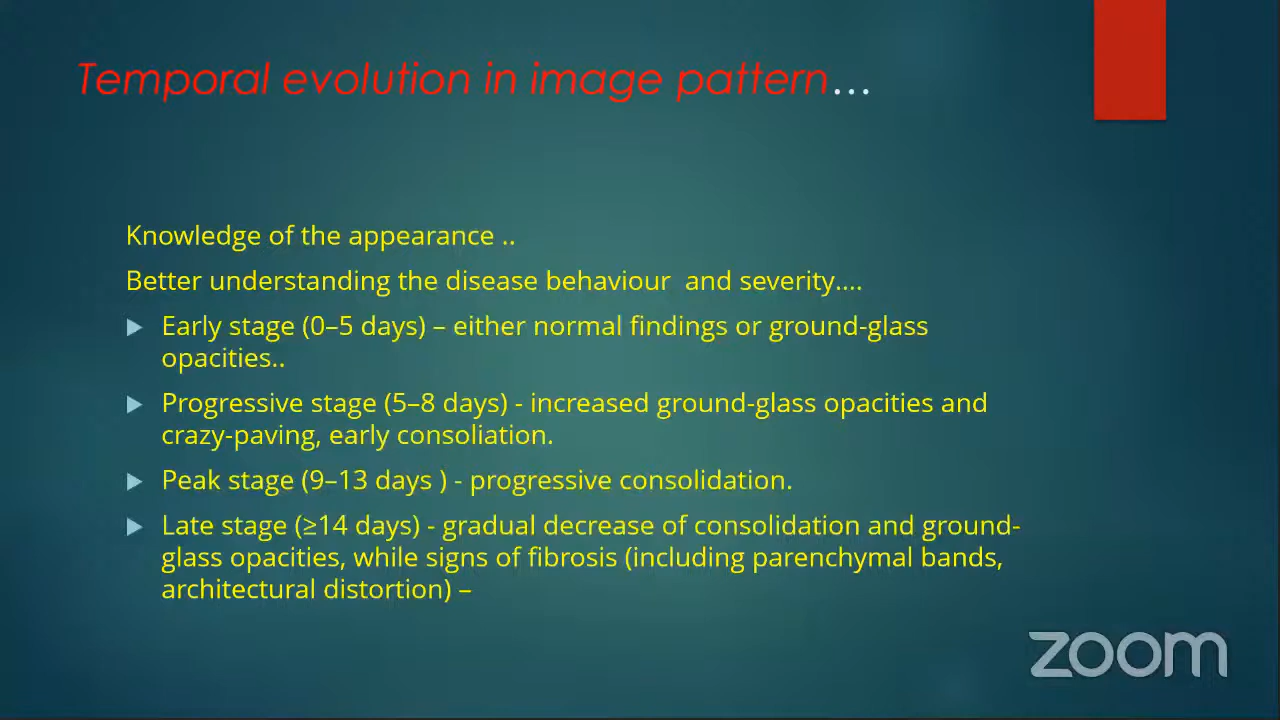 Temporal evolution in image pattern...
Knowledge of the appearance ..
Better understanding the disease behaviour and severity....
Early stage (0–5 days) – either normal findings or ground-glass
opacities..
Progressive stage (5–8 days) - increased ground-glass opacities and
crazy-paving, early consoliation.
Peak stage (9–13 days ) - progressive consolidation.
Late stage (≥14 days) - gradual decrease of consolidation and ground-
glass opacities, while signs of fibrosis (including parenchymal bands,
architectural distortion) –
zoom